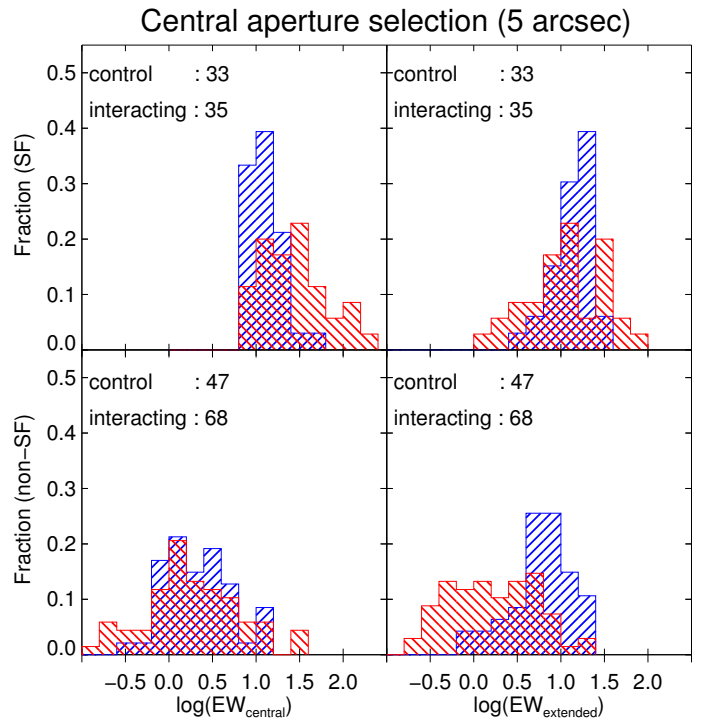 Central aperture selection (5 arcsec)
Fraction (SF)
0.5
0.4
0.3
0.2
0.1
0.0
control : 33
interacting : 35
control : 33
interacting : 35
Fraction (non−SF)
0.5
0.4
0.3
0.2
0.1
0.0
control : 47
interacting : 68
control : 47
interacting : 68
−0.5 0.0 0.5 1.0 1.5 2.0
−0.5 0.0 0.5 1.0 1.5 2.0
log(EWcentral)
log(EWextended)